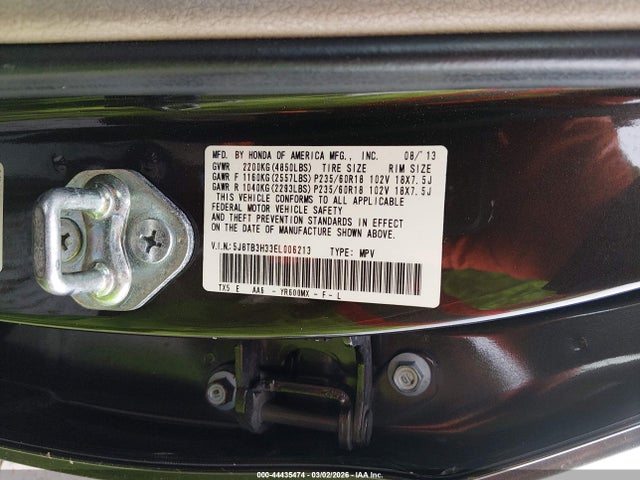 MFD. BY HONDA OF AMERICA MFG., INC. 08/'13
GVWR 2200KG(4850LBS) TIRE SIZE RIM SIZE
GAWR F 1160KG(2557LBS) P235/60R18 102V 18X7.5J
GAWR R 1040KG(2293LBS) P235/60R18 102V 18X7.5J
THIS VEHICLE CONFORMS TO ALL APPLICABLE
FEDERAL MOTOR VEHICLE SAFETY
AND THEFT PREVENTION STANDARDS IN EFFECT
ON THE DATE OF MANUFACTURE SHOWN ABOVE.
V.I.N:5J8TB3H33EL006213 TYPE: MPV
TX5 E AA6 - YR600MX - F - L
000-44435474 | 03/02/2026 - IAA Inc.